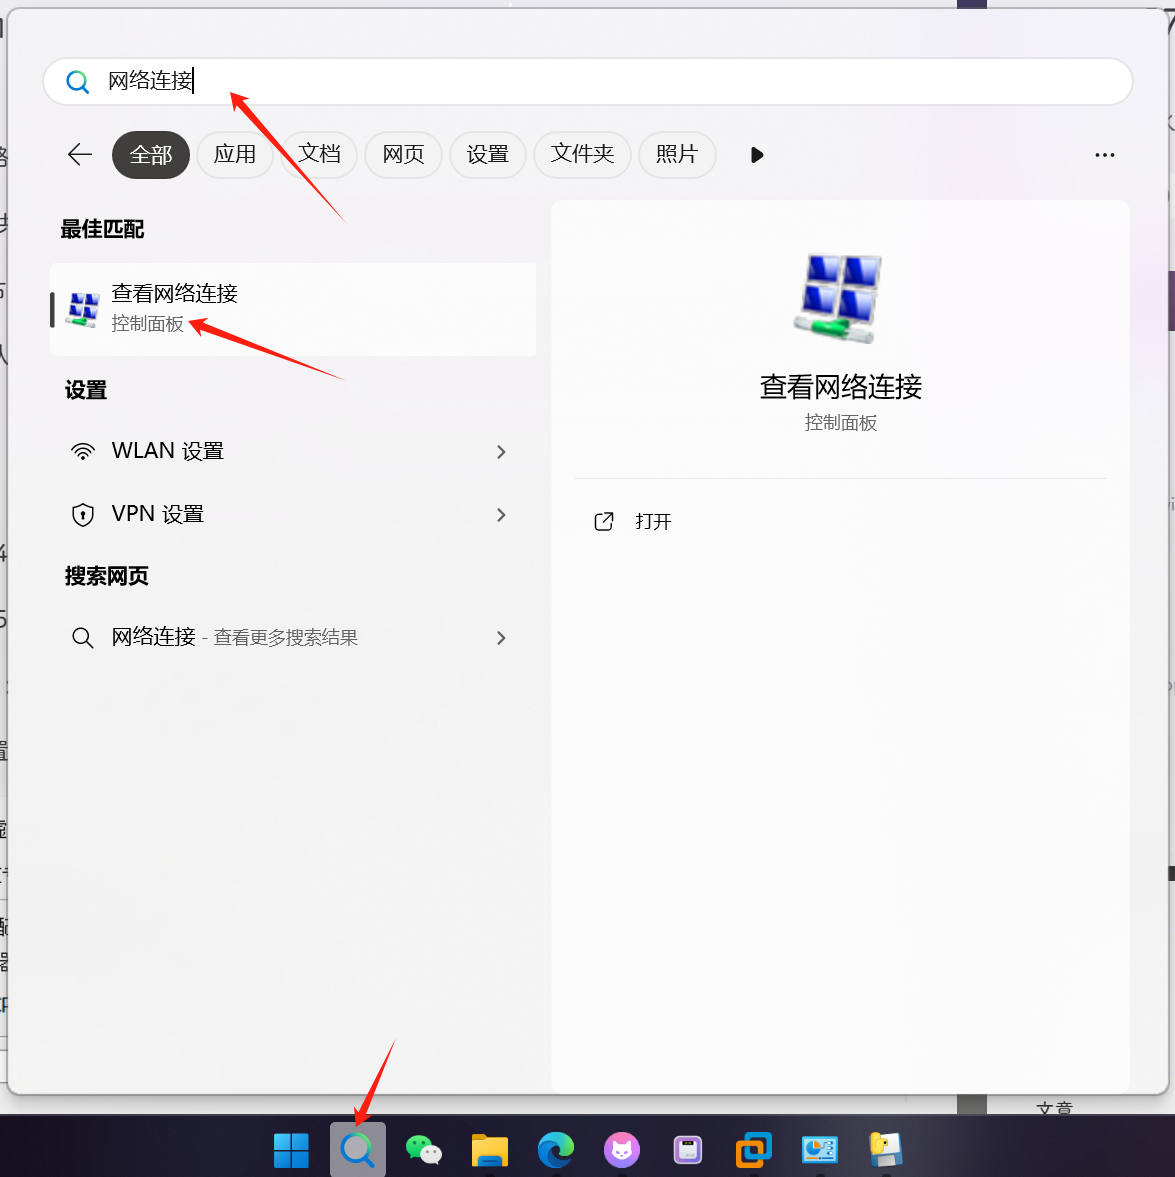 网络连接
全部
应用
文档
网页
设置
文件夹
照片
最佳匹配
查看网络连接
控制面板
设置
WLAN 设置
VPN 设置
搜索网页
网络连接 - 查看更多搜索结果
查看网络连接
控制面板
打开
文章